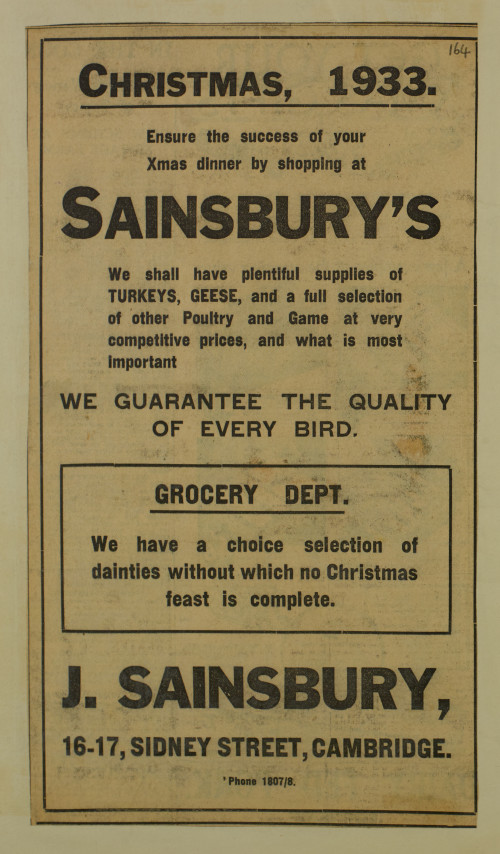 164
CHRISTMAS, 1933.
Ensure the success of your
Xmas dinner by shopping at
SAINSBURY'S
We shall have plentiful supplies of
TURKEYS, GEESE, and a full selection
of other Poultry and Game at very
competitive prices, and what is most
important
WE GUARANTEE THE QUALITY
OF EVERY BIRD.
GROCERY DEPT.
We have a choice selection of
dainties without which no Christmas
feast is complete.
J. SAINSBURY,
16-17, SIDNEY STREET, CAMBRIDGE.
'Phone 1807/8.